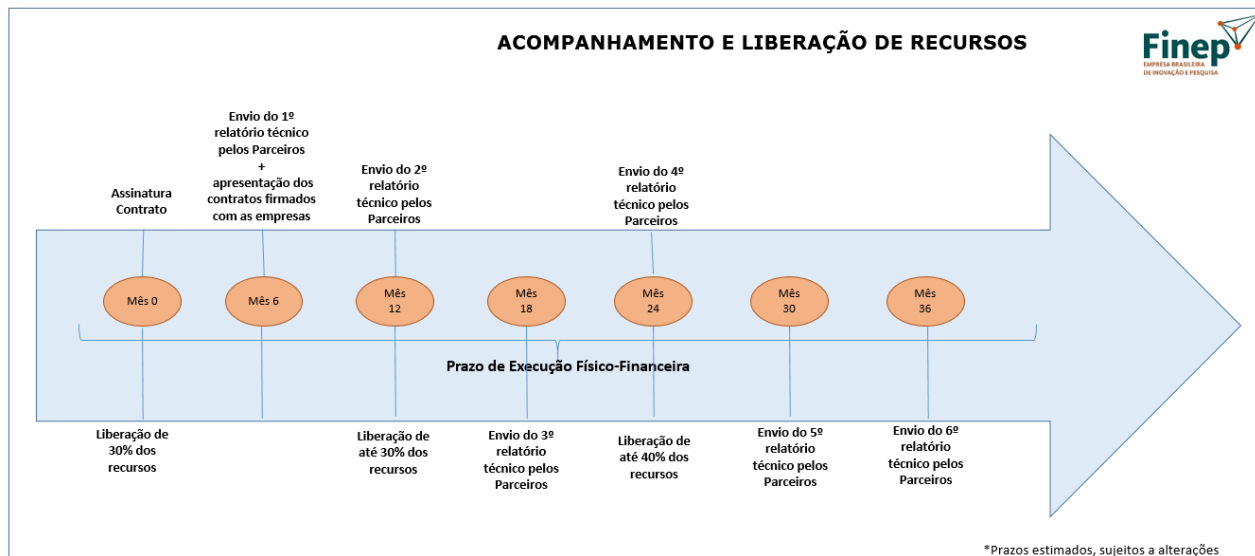 ACOMPANHAMENTO E LIBERAÇÃO DE RECURSOS
Finep
EMPRESA BRASILEIRA
DE INOVAÇÃO E PESQUISA
Assinatura
Contrato
Envio do 1º
relatório técnico
pelos Parceiros
+
apresentação dos
contratos firmados
com as empresas
Envio do 2º
relatório
técnico pelos
Parceiros
Envio do 4º
relatório
técnico pelos
Parceiros
Mês 0
Mês 6
Mês
12
Mês
18
Mês
24
Mês
30
Mês
36
Prazo de Execução Físico-Financeira
Liberação de
30% dos
recursos
Liberação de
até 30% dos
recursos
Envio do 3º
relatório
técnico pelos
Parceiros
Liberação de
até 40% dos
recursos
Envio do 5º
relatório
técnico pelos
Parceiros
Envio do 6º
relatório
técnico pelos
Parceiros
*Prazos estimados, sujeitos a alterações